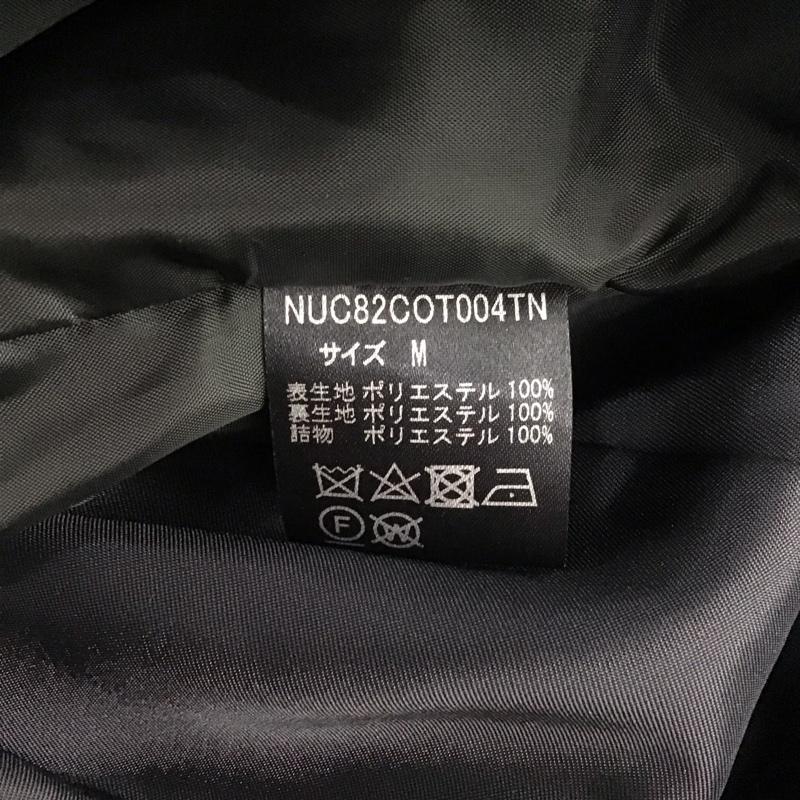 NUC82COT004TN
サイズ M
表生地 ポリエステル 100%
裏生地 ポリエステル 100%
詰物 ポリエステル 100%
F W